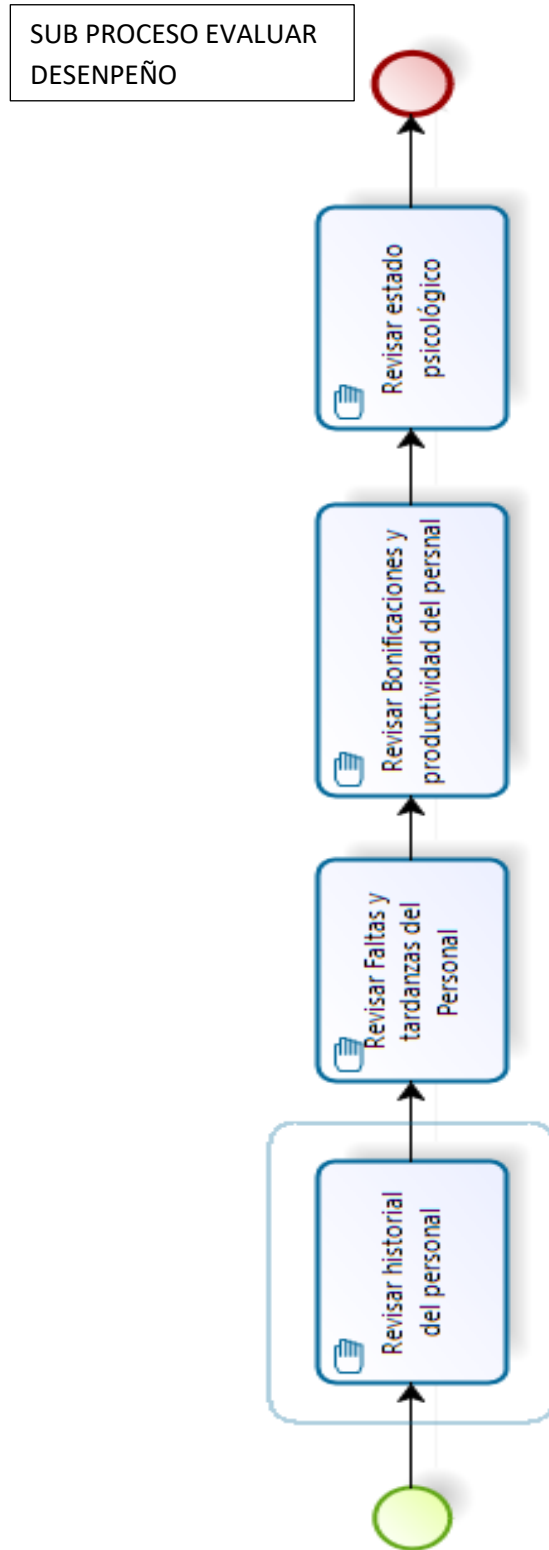 SUB PROCESO EVALUAR
DESENPEÑO
Revisar estado
psicológico
Revisar Bonificaciones y
productividad del persnal
Revisar Faltas y
tardanzas del
Personal
Revisar historial
del personal